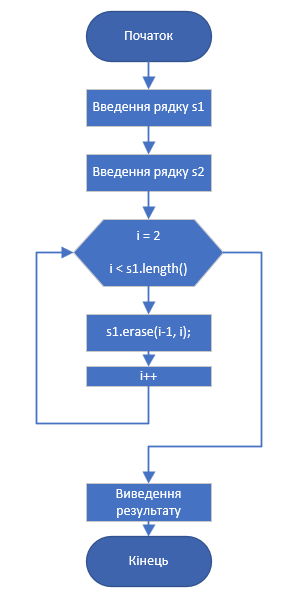 Початок
Введення рядку s1
Введення рядку s2
i = 2
i < s1.length()
s1.erase(i-1, i);
i++
Виведення
результату
Кінець